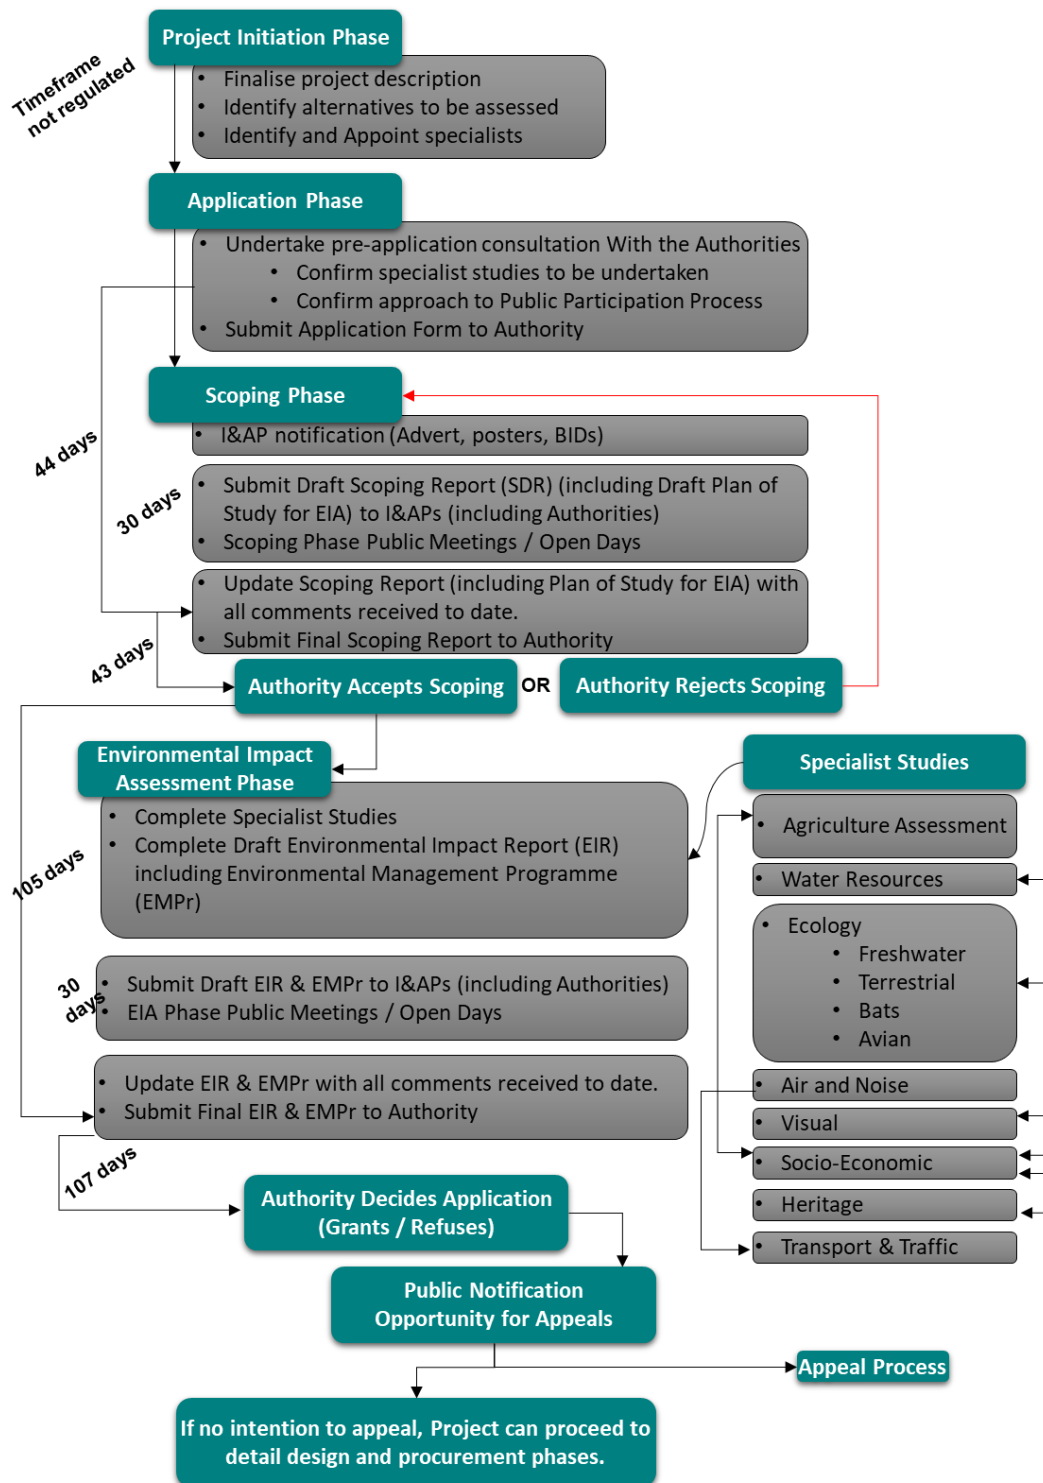 Project Initiation Phase
Timeframe
not regulated
• Finalise project description
• Identify alternatives to be assessed
• Identify and Appoint specialists
Application Phase
• Undertake pre-application consultation With the Authorities
• Confirm specialist studies to be undertaken
• Confirm approach to Public Participation Process
• Submit Application Form to Authority
Scoping Phase
44 days
• I&AP notification (Advert, posters, BIDs)
30 days
• Submit Draft Scoping Report (SDR) (including Draft Plan of
Study for EIA) to I&APs (including Authorities)
• Scoping Phase Public Meetings / Open Days
• Update Scoping Report (including Plan of Study for EIA) with
all comments received to date.
• Submit Final Scoping Report to Authority
43 days
Authority Accepts Scoping
OR
Authority Rejects Scoping
Environmental Impact
Assessment Phase
• Complete Specialist Studies
• Complete Draft Environmental Impact Report (EIR)
including Environmental Management Programme
(EMPr)
105 days
30
days
• Submit Draft EIR & EMPr to I&APs (including Authorities)
• EIA Phase Public Meetings / Open Days
• Update EIR & EMPr with all comments received to date.
• Submit Final EIR & EMPr to Authority
107 days
Specialist Studies
• Agriculture Assessment
• Water Resources
• Ecology
• Freshwater
• Terrestrial
• Bats
• Avian
• Air and Noise
• Visual
• Socio-Economic
• Heritage
• Transport & Traffic
Authority Decides Application
(Grants / Refuses)
Public Notification
Opportunity for Appeals
Appeal Process
If no intention to appeal, Project can proceed to
detail design and procurement phases.